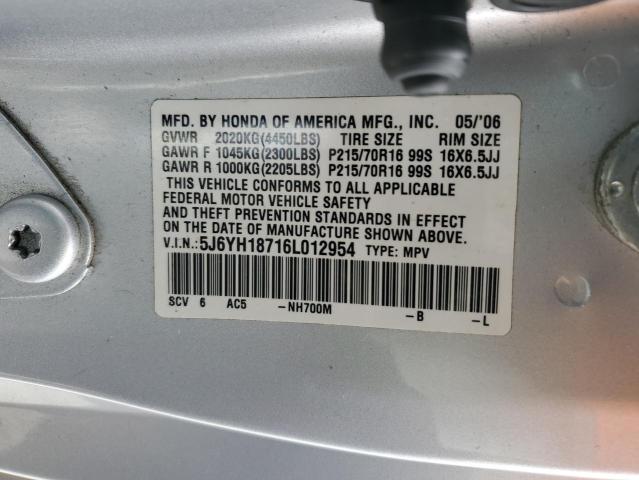 MFD. BY HONDA OF AMERICA MFG., INC. 05/'06
GVWR 2020KG(4450LBS) TIRE SIZE RIM SIZE
GAWR F 1045KG(2300LBS) P215/70R16 99S 16X6.5JJ
GAWR R 1000KG(2205LBS) P215/70R16 99S 16X6.5JJ
THIS VEHICLE CONFORMS TO ALL APPLICABLE
FEDERAL MOTOR VEHICLE SAFETY
AND THEFT PREVENTION STANDARDS IN EFFECT
ON THE DATE OF MANUFACTURE SHOWN ABOVE.
V.I.N.: 5J6YH18716L012954 TYPE: MPV
SCV 6 AC5 -NH700M -B -L